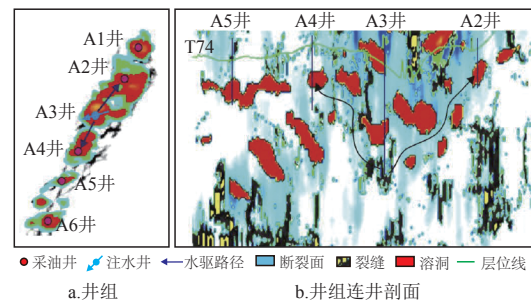 A1井
A2井
A3井
A4井
A5井
A6井
A5井 A4井 A3井 A2井
T74
采油井 注水井 水驱路径 断裂面 裂缝 溶洞 层位线
a.井组 b.井组连井剖面